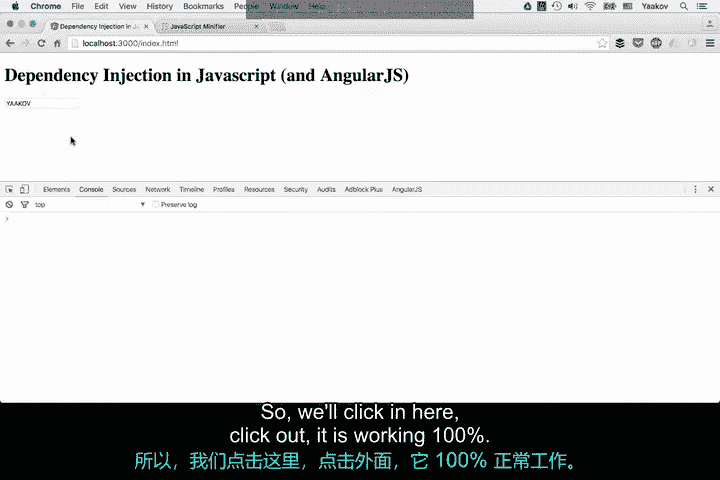 Chrome File Edit View History Bookmarks People Window Help Yaakov
Dependency Injection in Ja JavaScript Minifier
localhost:3000/index.html
Dependency Injection in Javascript (and AngularJS)
YAAKOV
Elements Console Sources Network Timeline Profiles Resources Security Audits Adblock Plus AngularJS
top Preserve log
So, we'll click in here,
click out, it is working 100%.
所以，我们点击这里，点击外面，它 100% 正常工作。